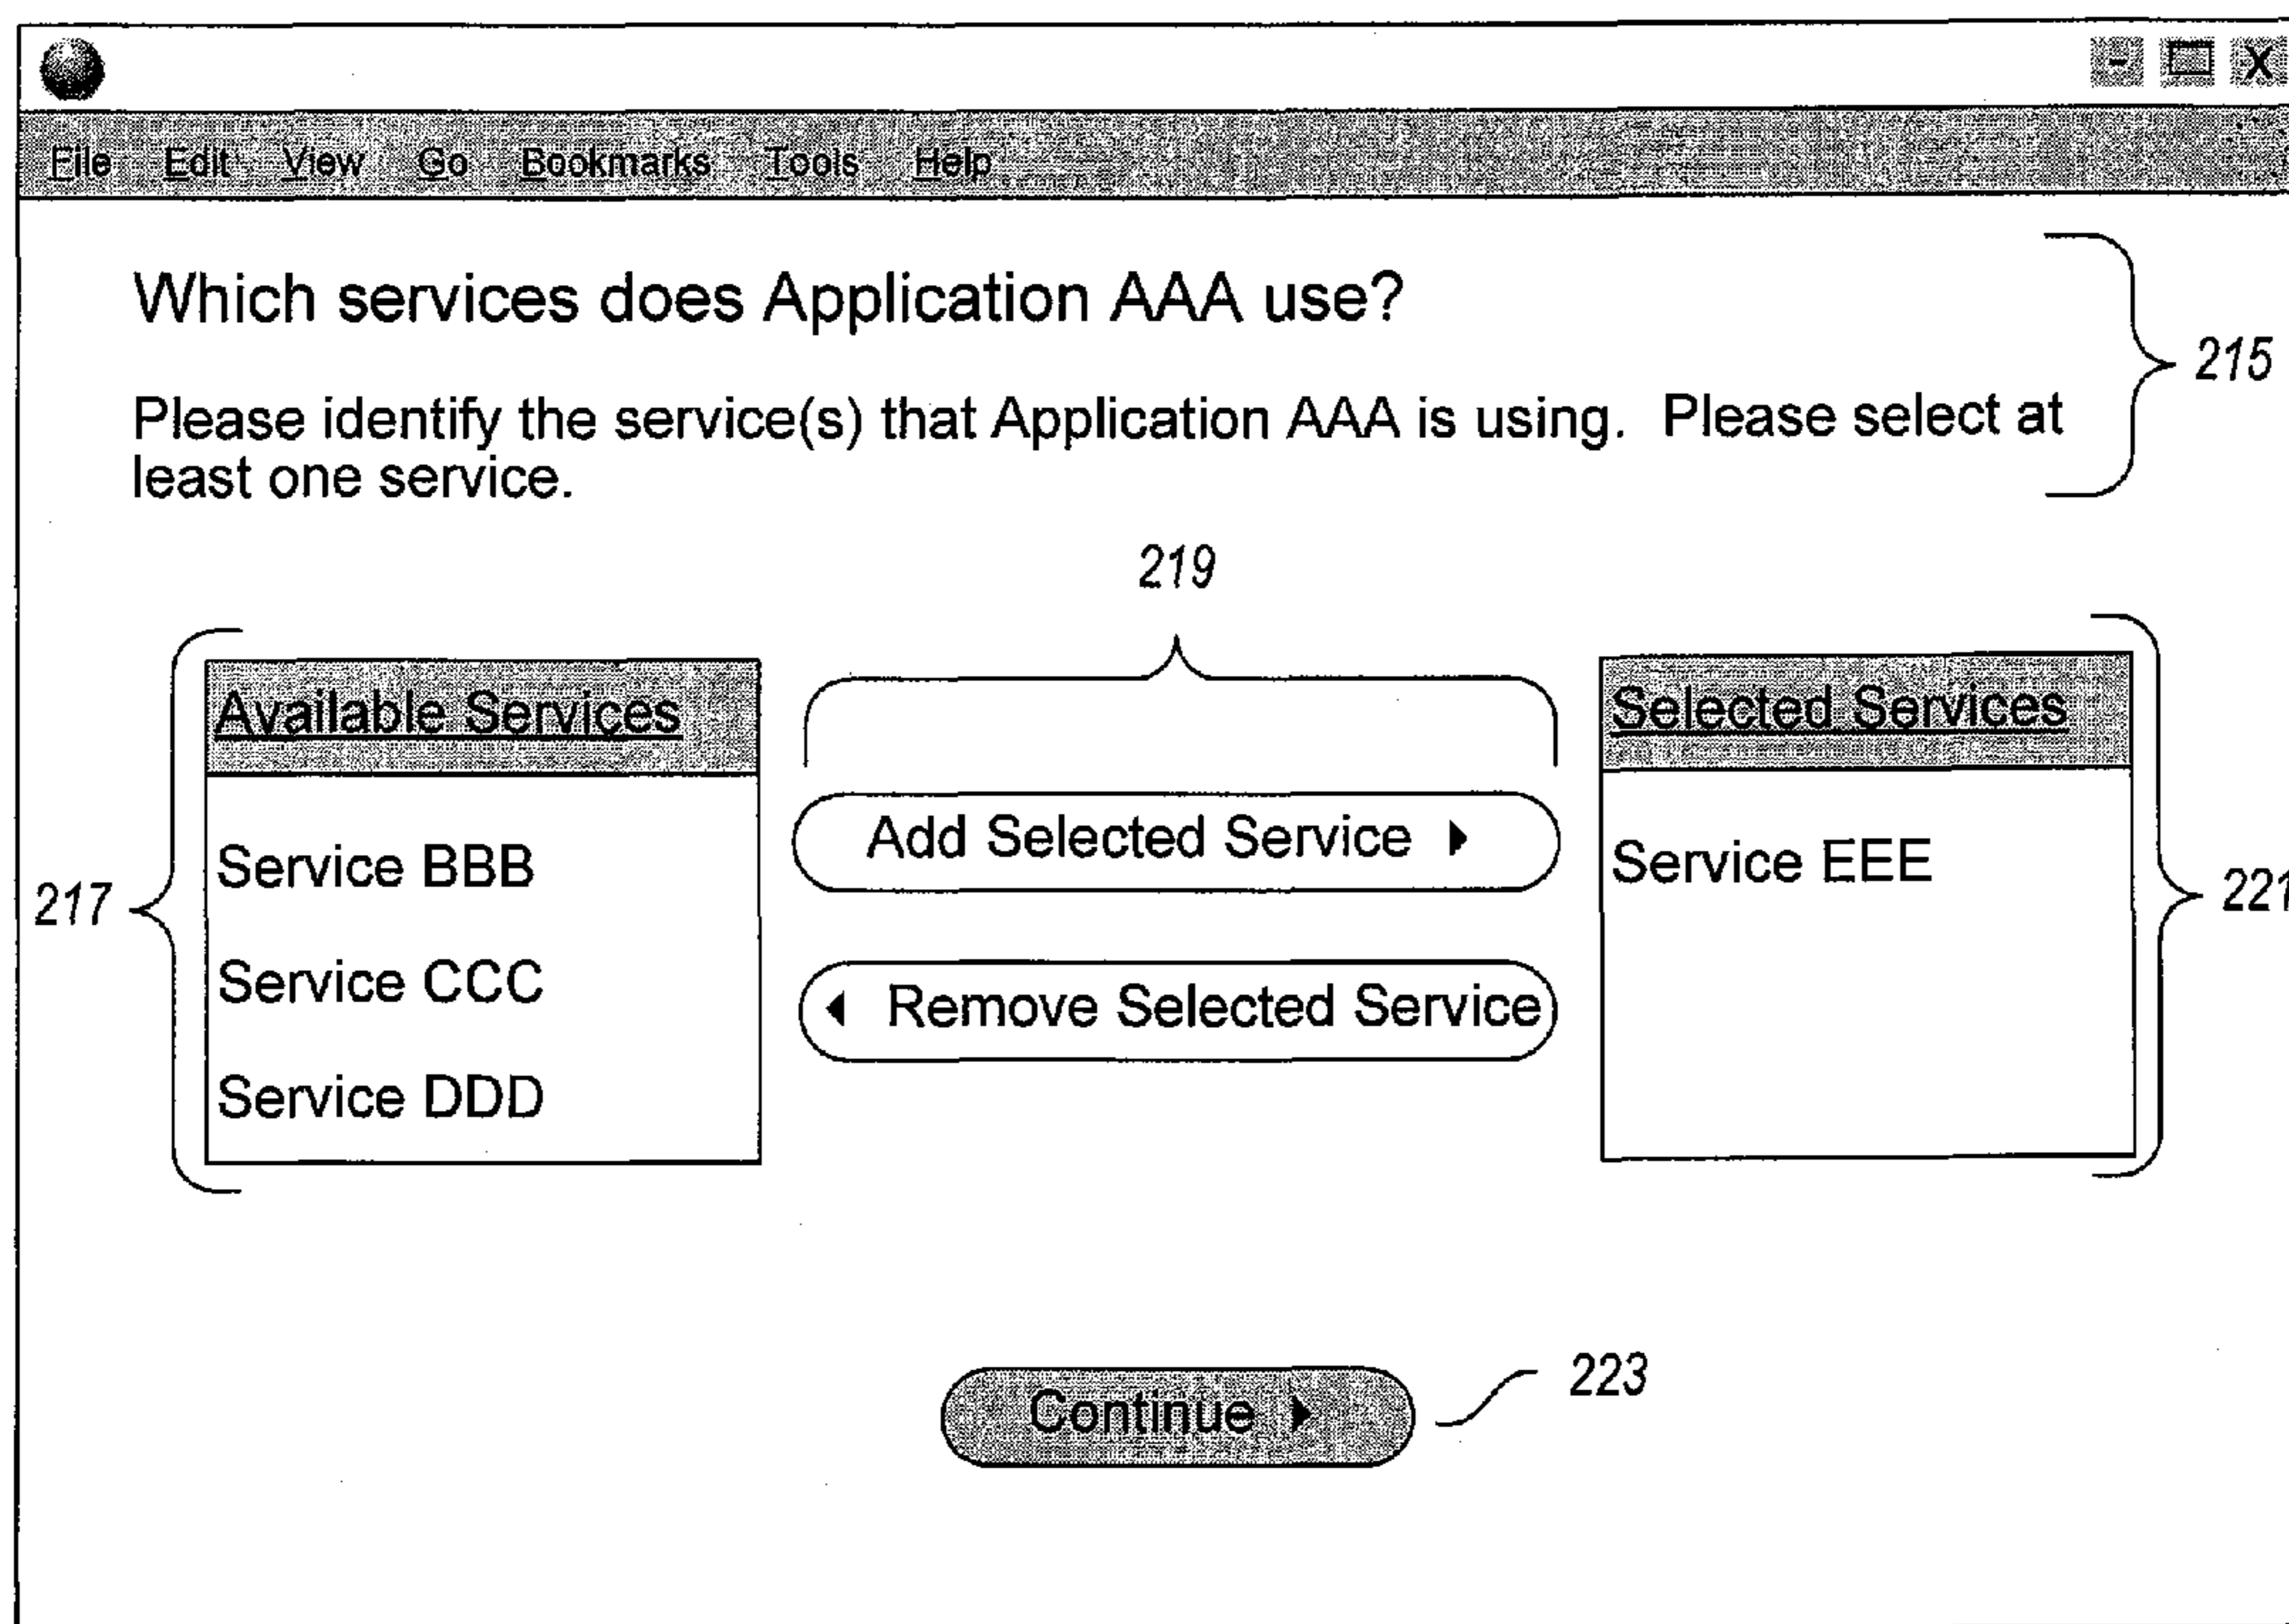 - X
File Edit View Go Bookmarks Tools Help
Which services does Application AAA use?
215
Please identify the service(s) that Application AAA is using. Please select at
least one service.
219
Available Services
Selected Services
Add Selected Service
Service BBB
Service EEE
217
221
Service CCC
Remove Selected Service
Service DDD
Continue
223